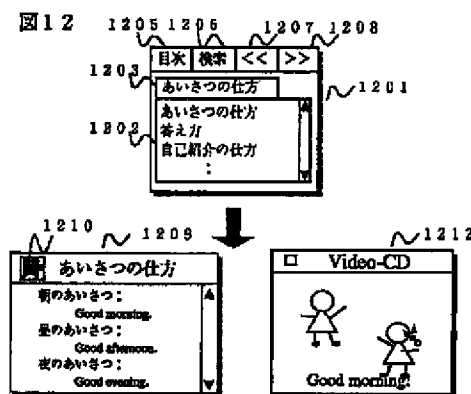 図12
1205 1206 1207 1208
目次 検索 << >>
1203
あいさつの仕方
1201
1202
あいさつの仕方
答え方
自己紹介の仕方
:
1210 1209
あいさつの仕方
朝のあいさつ:
Good morning.
昼のあいさつ:
Good afternoon.
夜のあいさつ:
Good evening.
1212
Video-CD
Good morning!